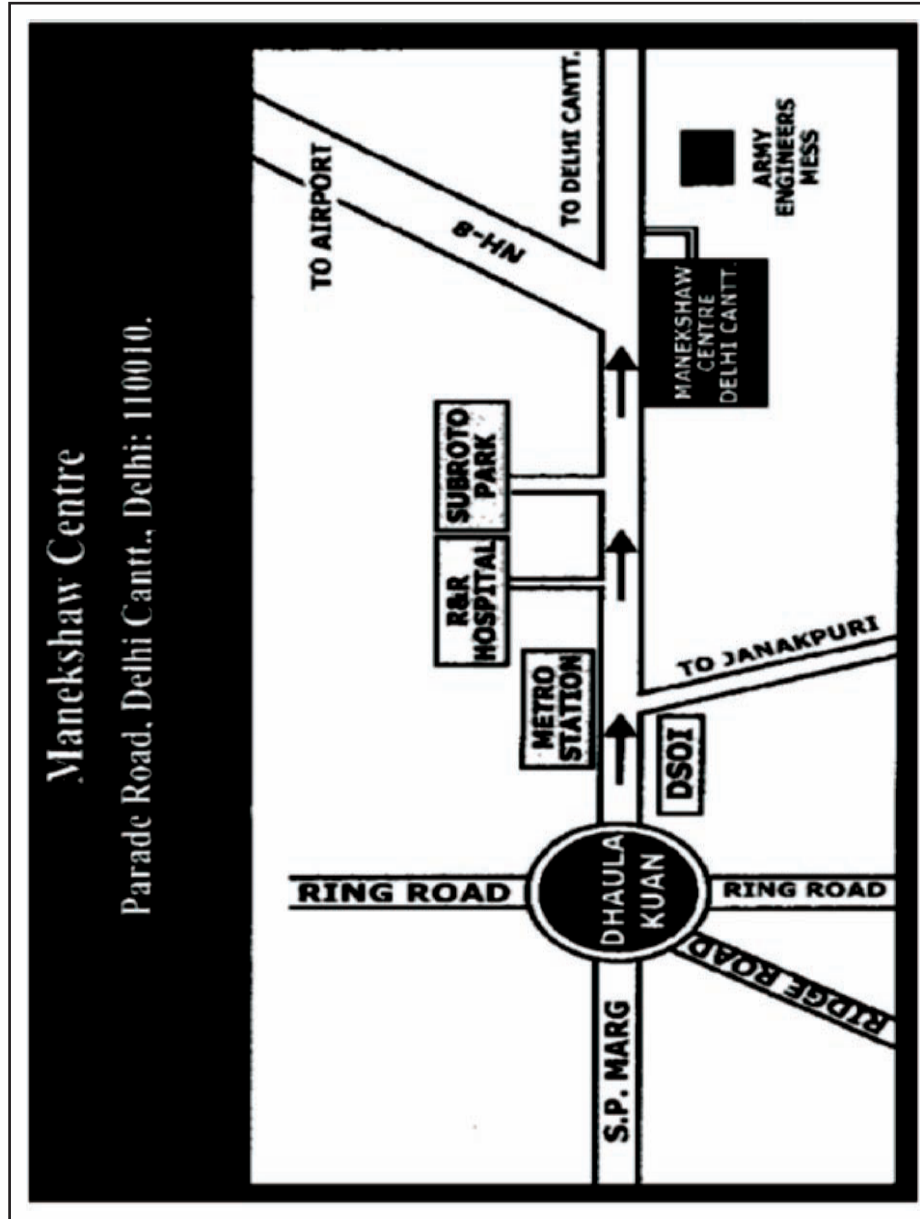 Manekshaw Centre
Parade Road, Delhi Cantt., Delhi: 110010.
TO AIRPORT
NH-8
TO DELHI CANTT.
SUBROTO
PARK
R&R
HOSPITAL
METRO
STATION
ARMY
ENGINEERS
MESS
MANEKSHAW
CENTRE
DELHI CANTT.
TO JANAKPURI
DSOI
RING ROAD
DHAULA
KUAN
RING ROAD
RIDGE ROAD
S.P. MARG